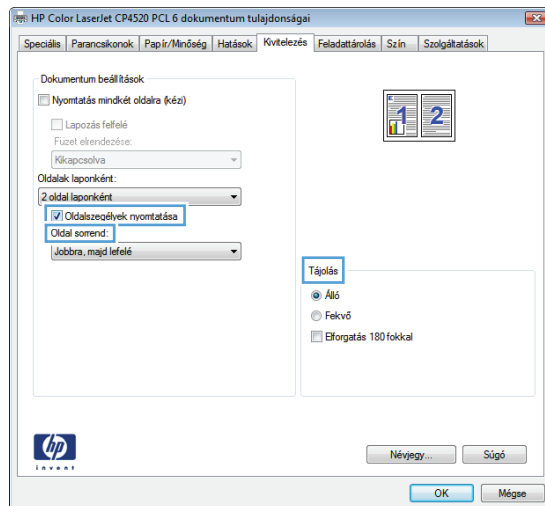 HP Color LaserJet CP4520 PCL 6 dokumentum tulajdonságai
Speciális Parancsikonok Papír/Minőség Hatások Kivitelezés Feladattárolás Szín Szolgáltatások
Dokumentum beállítások
Nyomtatás mindkét oldalra (kézi)
Lapozás felfelé
Füzet elrendezése:
Kikapcsolva
Oldalak laponként:
2 oldal laponként
Oldalszegélyek nyomtatása
Oldal sorrend:
Jobbra, majd lefelé
1 2
Tájolás
Álló
Fekvő
Elforgatás 180 fokkal
hp
invent
Névjegy... Súgó
OK Mégse